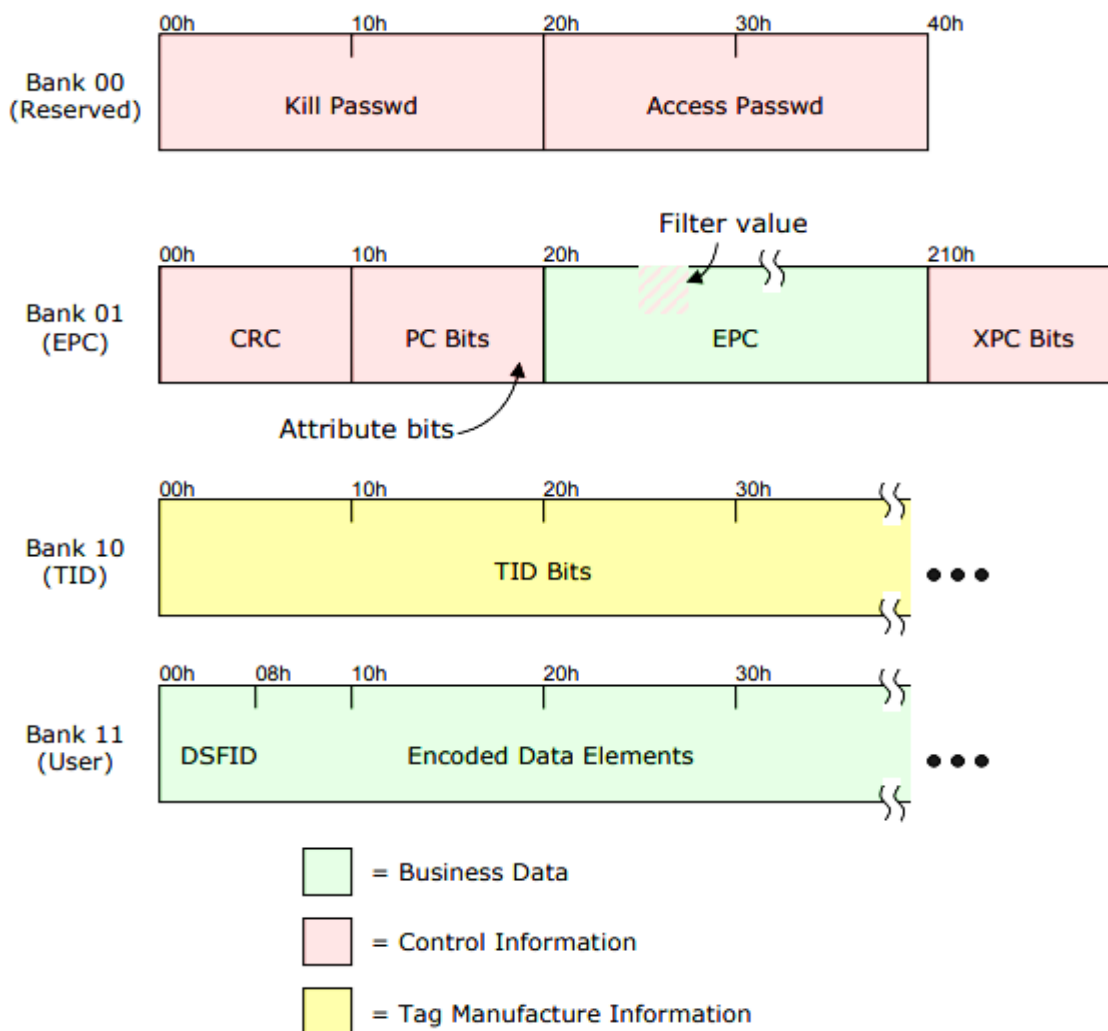 00h 10h 20h 30h 40h
Bank 00
(Reserved)
Kill Passwd Access Passwd
Filter value
00h 10h 20h 210h
Bank 01
(EPC)
CRC PC Bits EPC XPC Bits
Attribute bits
00h 10h 20h 30h
Bank 10
(TID)
TID Bits
00h 08h 10h 20h 30h
Bank 11
(User)
DSFID Encoded Data Elements
= Business Data
= Control Information
= Tag Manufacture Information